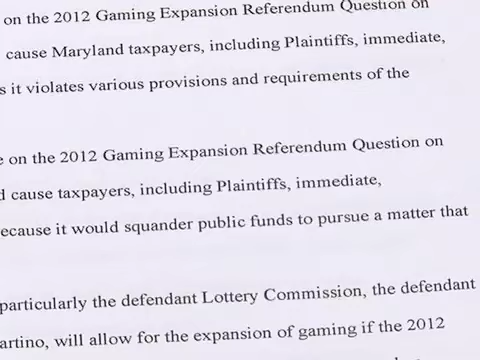 on the 2012 Gaming Expansion Referendum Question on
cause Maryland taxpayers, including Plaintiffs, immediate,
it violates various provisions and requirements of the
on the 2012 Gaming Expansion Referendum Question on
cause taxpayers, including Plaintiffs, immediate,
ecause it would squander public funds to pursue a matter that
particularly the defendant Lottery Commission, the defendant
artino, will allow for the expansion of gaming if the 2012